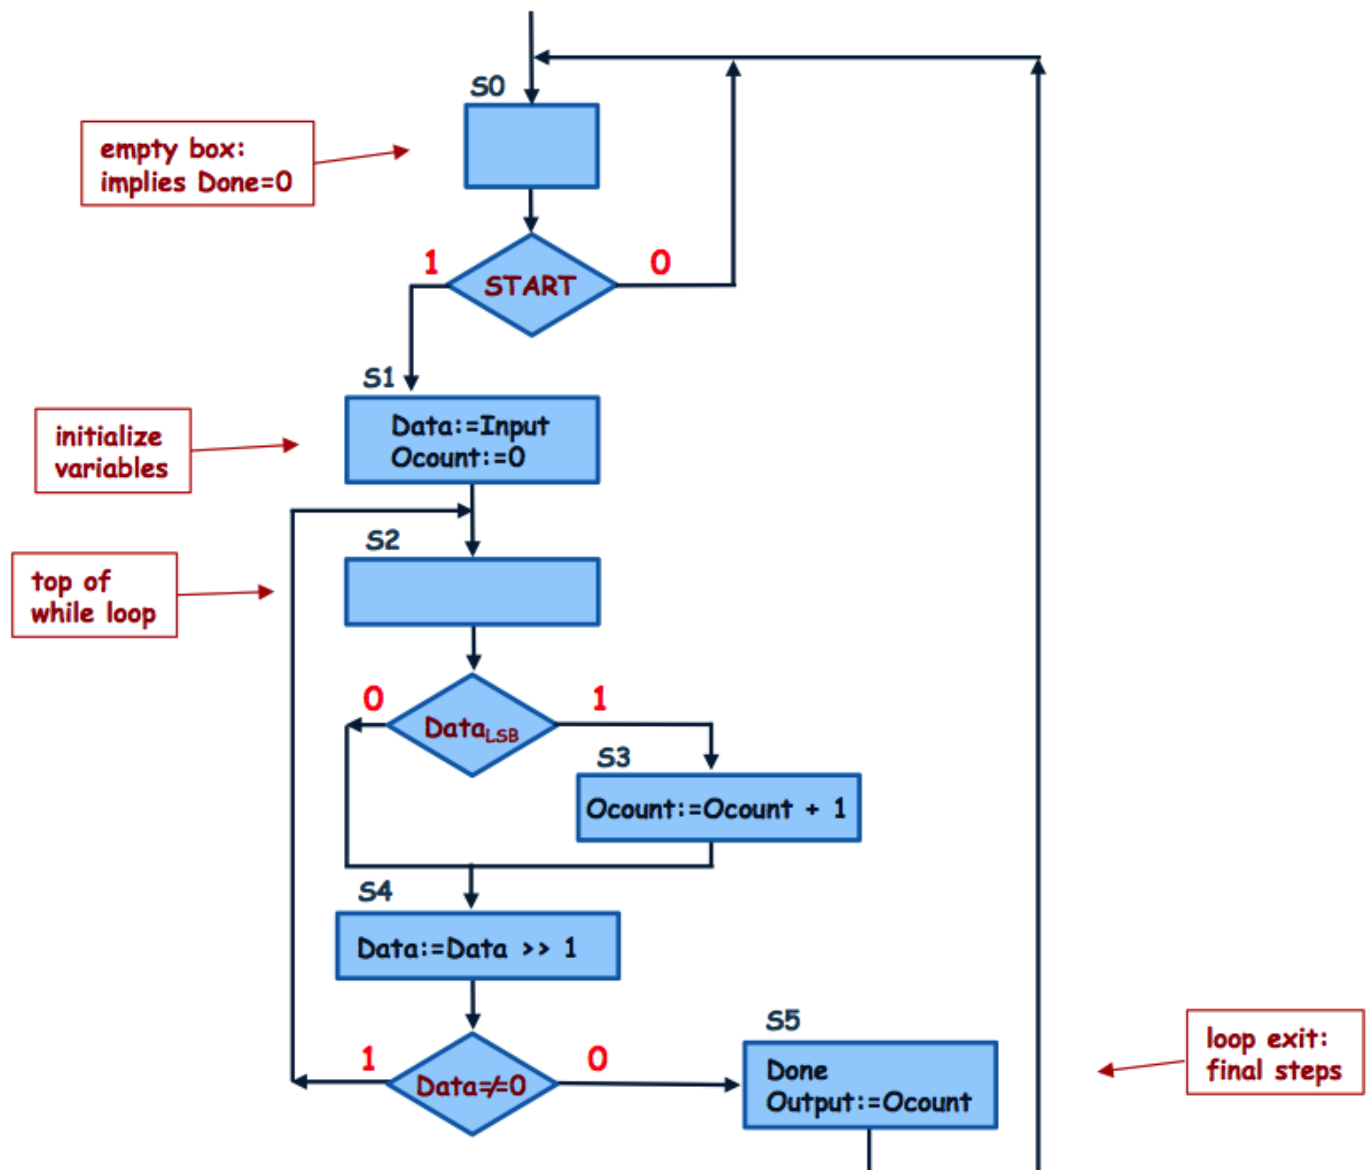 S0
empty box:
implies Done=0
1
0
START
S1
initialize
variables
Data:=Input
Ocount:=0
S2
top of
while loop
0
1
Data_LSB
S3
Ocount:=Ocount + 1
S4
Data:=Data >> 1
S5
1
0
Data=/=0
Done
Output:=Ocount
loop exit:
final steps